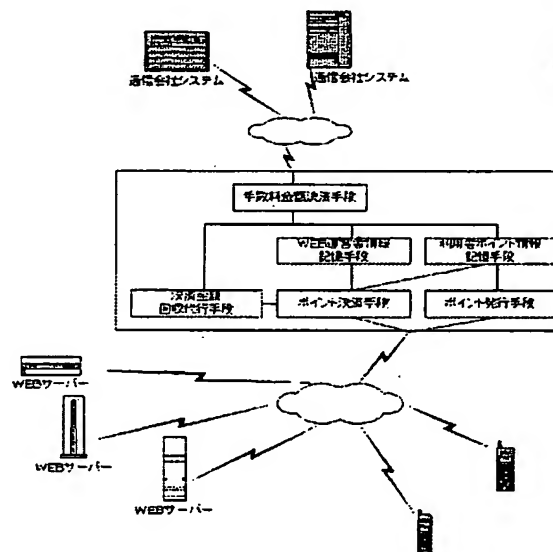 通信会社システム
通信会社システム
手数料金額決済手段
WEB運営者情報
記憶手段
利用者ポイント情報
記憶手段
決済金額
回収代行手段
ポイント決済手段
ポイント発行手段
WEBサーバー
WEBサーバー
WEBサーバー